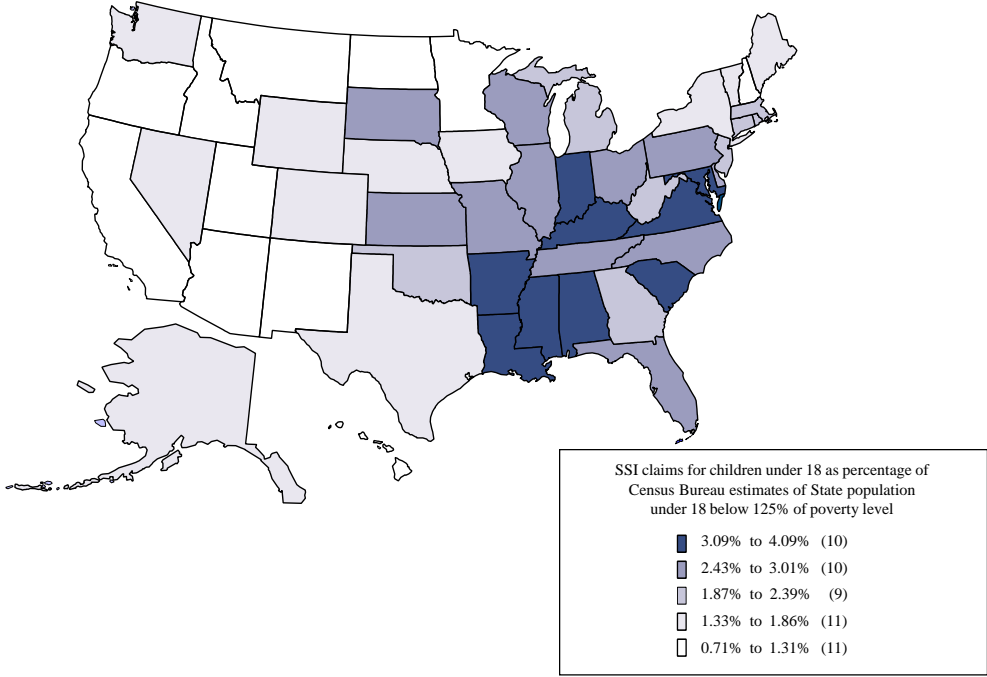 SSI claims for children under 18 as percentage of
Census Bureau estimates of State population
under 18 below 125% of poverty level
3.09% to 4.09% (10)
2.43% to 3.01% (10)
1.87% to 2.39% (9)
1.33% to 1.86% (11)
0.71% to 1.31% (11)